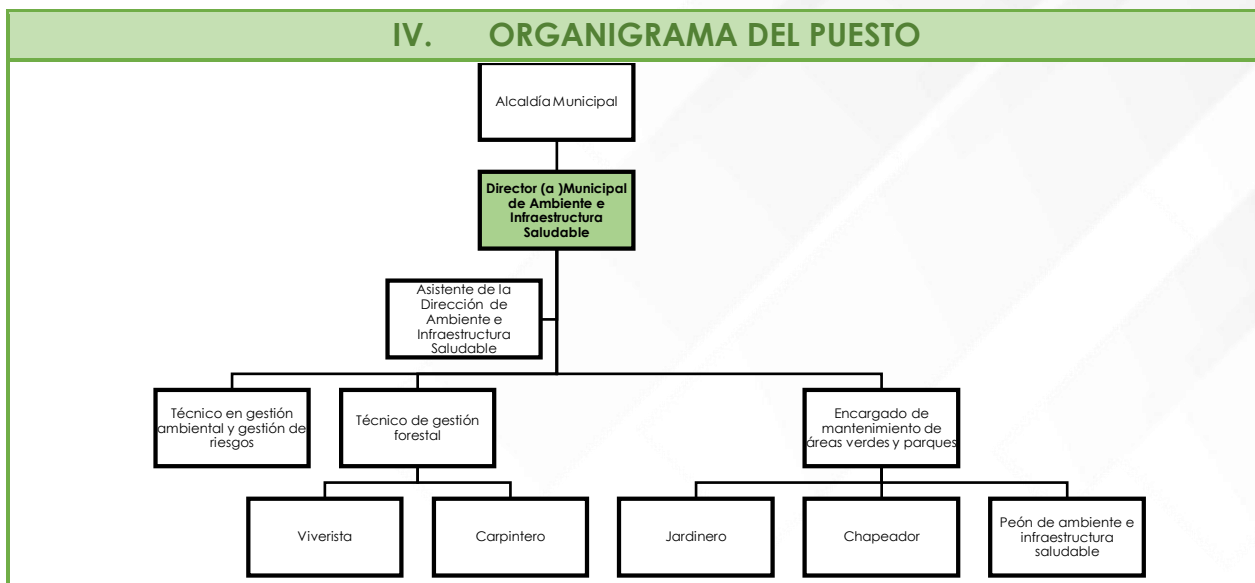 IV. ORGANIGRAMA DEL PUESTO
Alcaldía Municipal
Director (a )Municipal
de Ambiente e
Infraestructura
Saludable
Asistente de la
Dirección de
Ambiente e
Infraestructura
Saludable
Técnico en gestión
ambiental y gestión de
riesgos
Técnico de gestión
forestal
Encargado de
mantenimiento de
áreas verdes y parques
Viverista
Carpintero
Jardinero
Chapeador
Peón de ambiente e
infraestructura
saludable